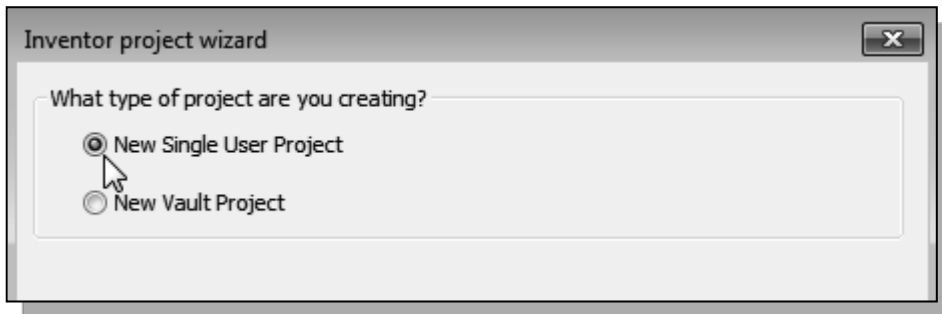 Inventor project wizard
What type of project are you creating?
New Single User Project
New Vault Project